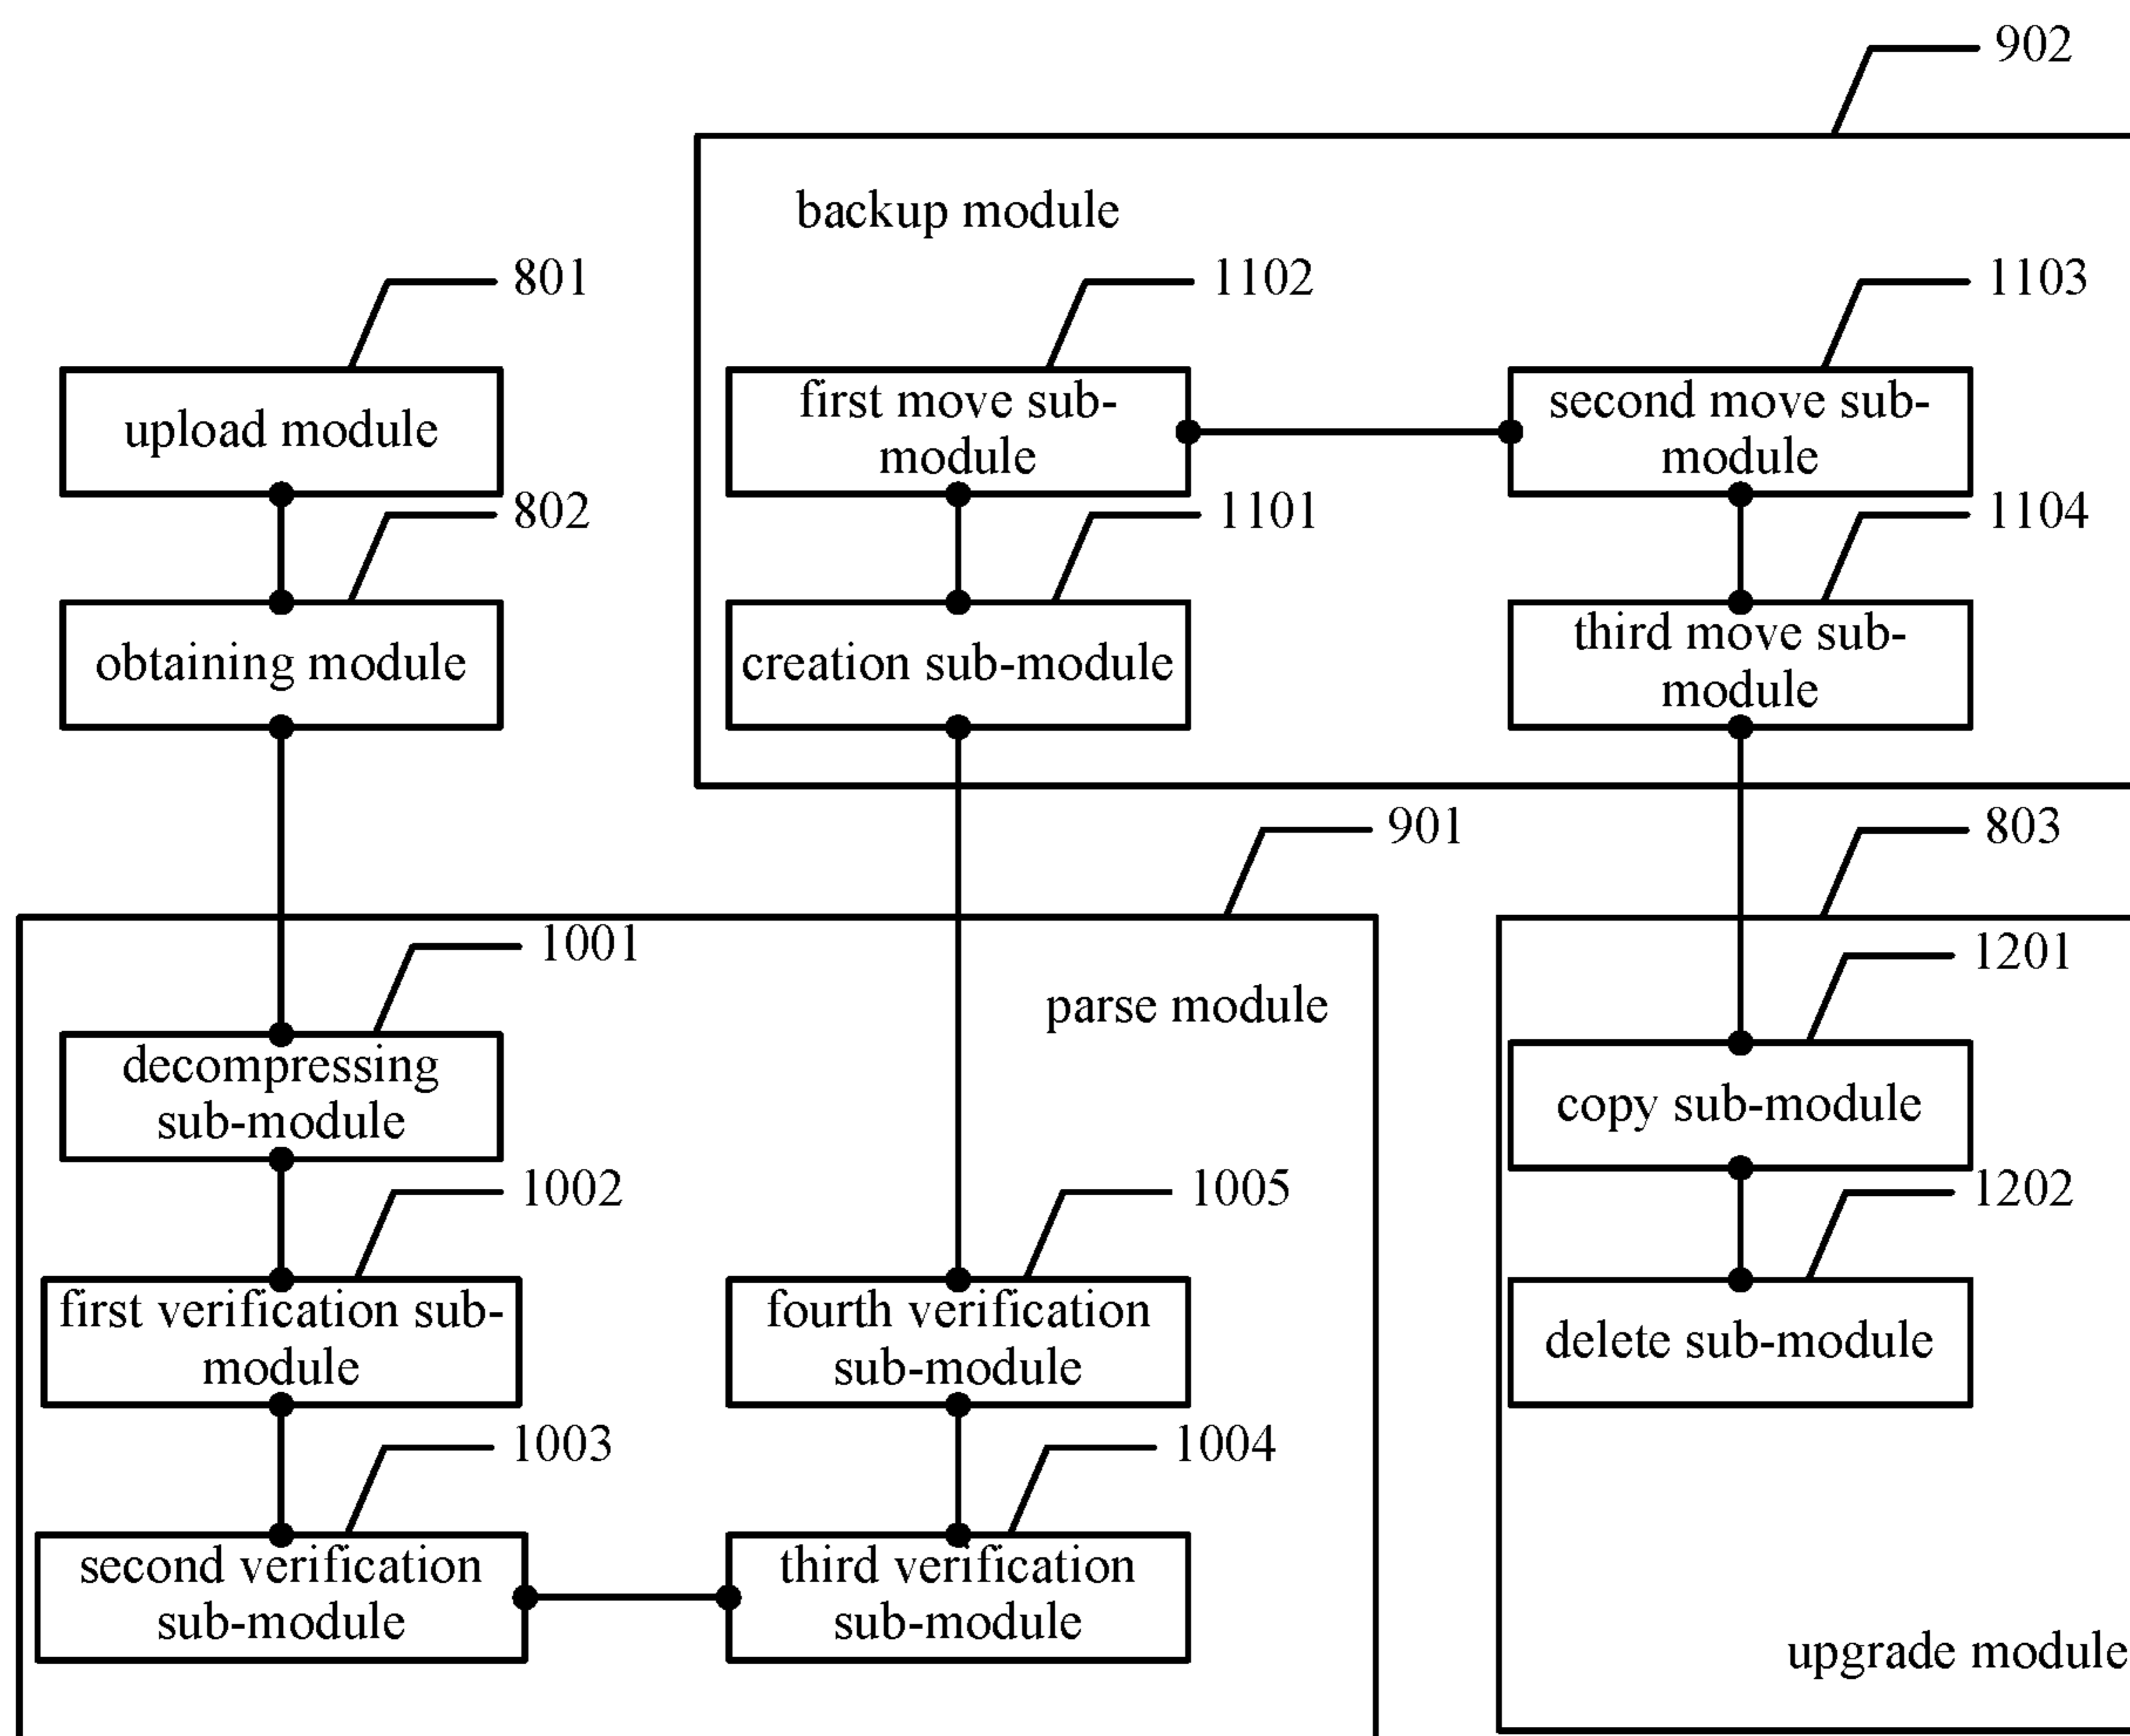 902
backup module
801
1102
1103
upload module
first move sub-
module
second move sub-
module
802
1101
1104
obtaining module
creation sub-module
third move sub-
module
901
803
1001
parse module
1201
decompressing
sub-module
copy sub-module
1002
1005
1202
first verification sub-
module
fourth verification
sub-module
delete sub-module
1003
1004
second verification
sub-module
third verification
sub-module
upgrade module